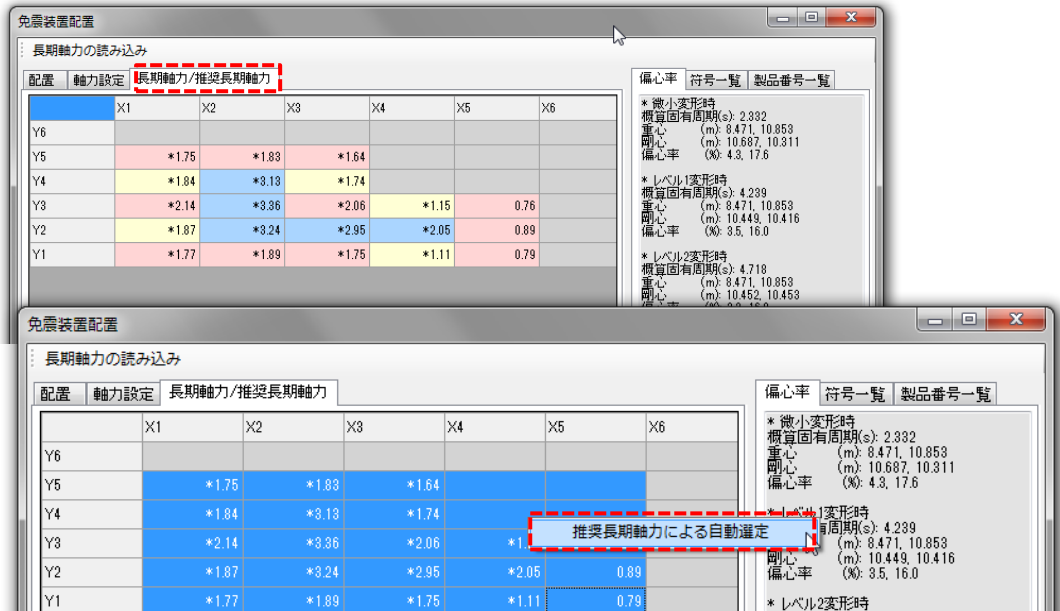 免震装置配置
長期軸力の読み込み
配置 軸力設定 長期軸力/推奨長期軸力
X1 X2 X3 X4 X5 X6
Y6
Y5 *1.75 *1.83 *1.64
Y4 *1.84 *3.13 *1.74
Y3 *2.14 *3.36 *2.06 *1.15 0.76
Y2 *1.87 *3.24 *2.95 *2.05 0.89
Y1 *1.77 *1.89 *1.75 *1.11 0.79
偏心率 符号一覧 製品番号一覧
* 微小変形時
概算固有周期(s): 2.332
重心 (m): 8.471, 10.853
剛心 (m): 10.687, 10.311
偏心率 (%): 4.3, 17.6
* レベル1変形時
概算固有周期(s): 4.239
重心 (m): 8.471, 10.853
剛心 (m): 10.449, 10.416
偏心率 (%): 3.5, 16.0
* レベル2変形時
概算固有周期(s): 4.718
重心 (m): 8.471, 10.853
剛心 (m): 10.452, 10.453
免震装置配置
長期軸力の読み込み
配置 軸力設定 長期軸力/推奨長期軸力
X1 X2 X3 X4 X5 X6
Y6
Y5 *1.75 *1.83 *1.64
Y4 *1.84 *3.13 *1.74
Y3 *2.14 *3.36 *2.06
Y2 *1.87 *3.24 *2.95 *2.05 0.89
Y1 *1.77 *1.89 *1.75 *1.11 0.79
推奨長期軸力による自動選定
偏心率 符号一覧 製品番号一覧
* 微小変形時
概算固有周期(s): 2.332
重心 (m): 8.471, 10.853
剛心 (m): 10.687, 10.311
偏心率 (%): 4.3, 17.6
* レベル1変形時
有周期(s): 4.239
(m): 8.471, 10.853
剛心 (m): 10.449, 10.416
偏心率 (%): 3.5, 16.0
* レベル2変形時